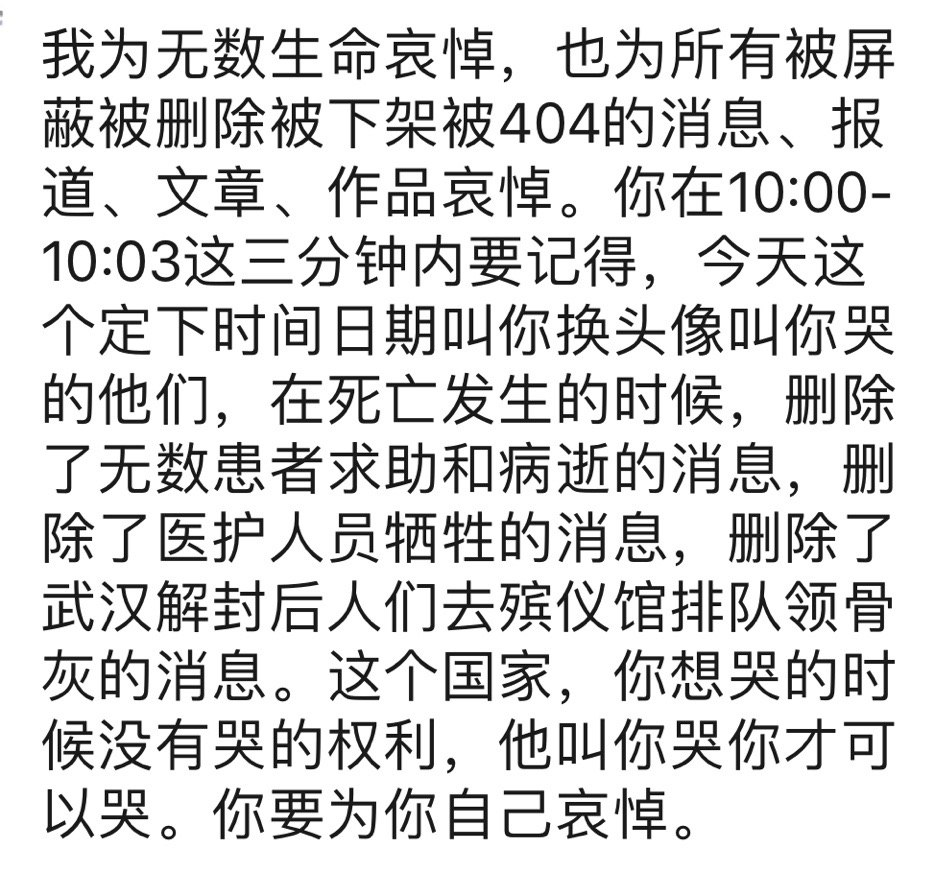 我为无数生命哀悼，也为所有被屏
蔽被删除被下架被404的消息、报
道、文章、作品哀悼。你在10:00-
10:03这三分钟内要记得，今天这
个定下时间日期叫你换头像叫你哭
的他们，在死亡发生的时候，删除
了无数患者求助和病逝的消息，删
除了医护人员牺牲的消息，删除了
武汉解封后人们去殡仪馆排队领骨
灰的消息。这个国家，你想哭的时
候没有哭的权利，他叫你哭你才可
以哭。你要为你自己哀悼。